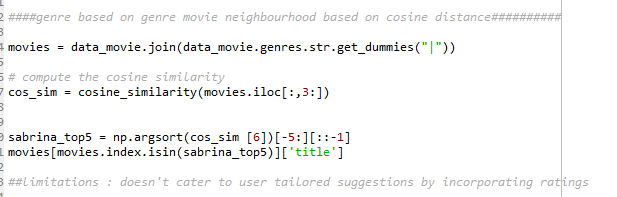 ####genre based on genre movie neighbourhood based on cosine distance##########
movies = data_movie.join(data_movie.genres.str.get_dummies("|"))
# compute the cosine similarity
cos_sim = cosine_similarity(movies.iloc[:,3:])
sabrina_top5 = np.argsort(cos_sim [6])[-5:][::-1]
movies[movies.index.isin(sabrina_top5)]['title']
##limitations : doesn't cater to user tailored suggestions by incorporating ratings